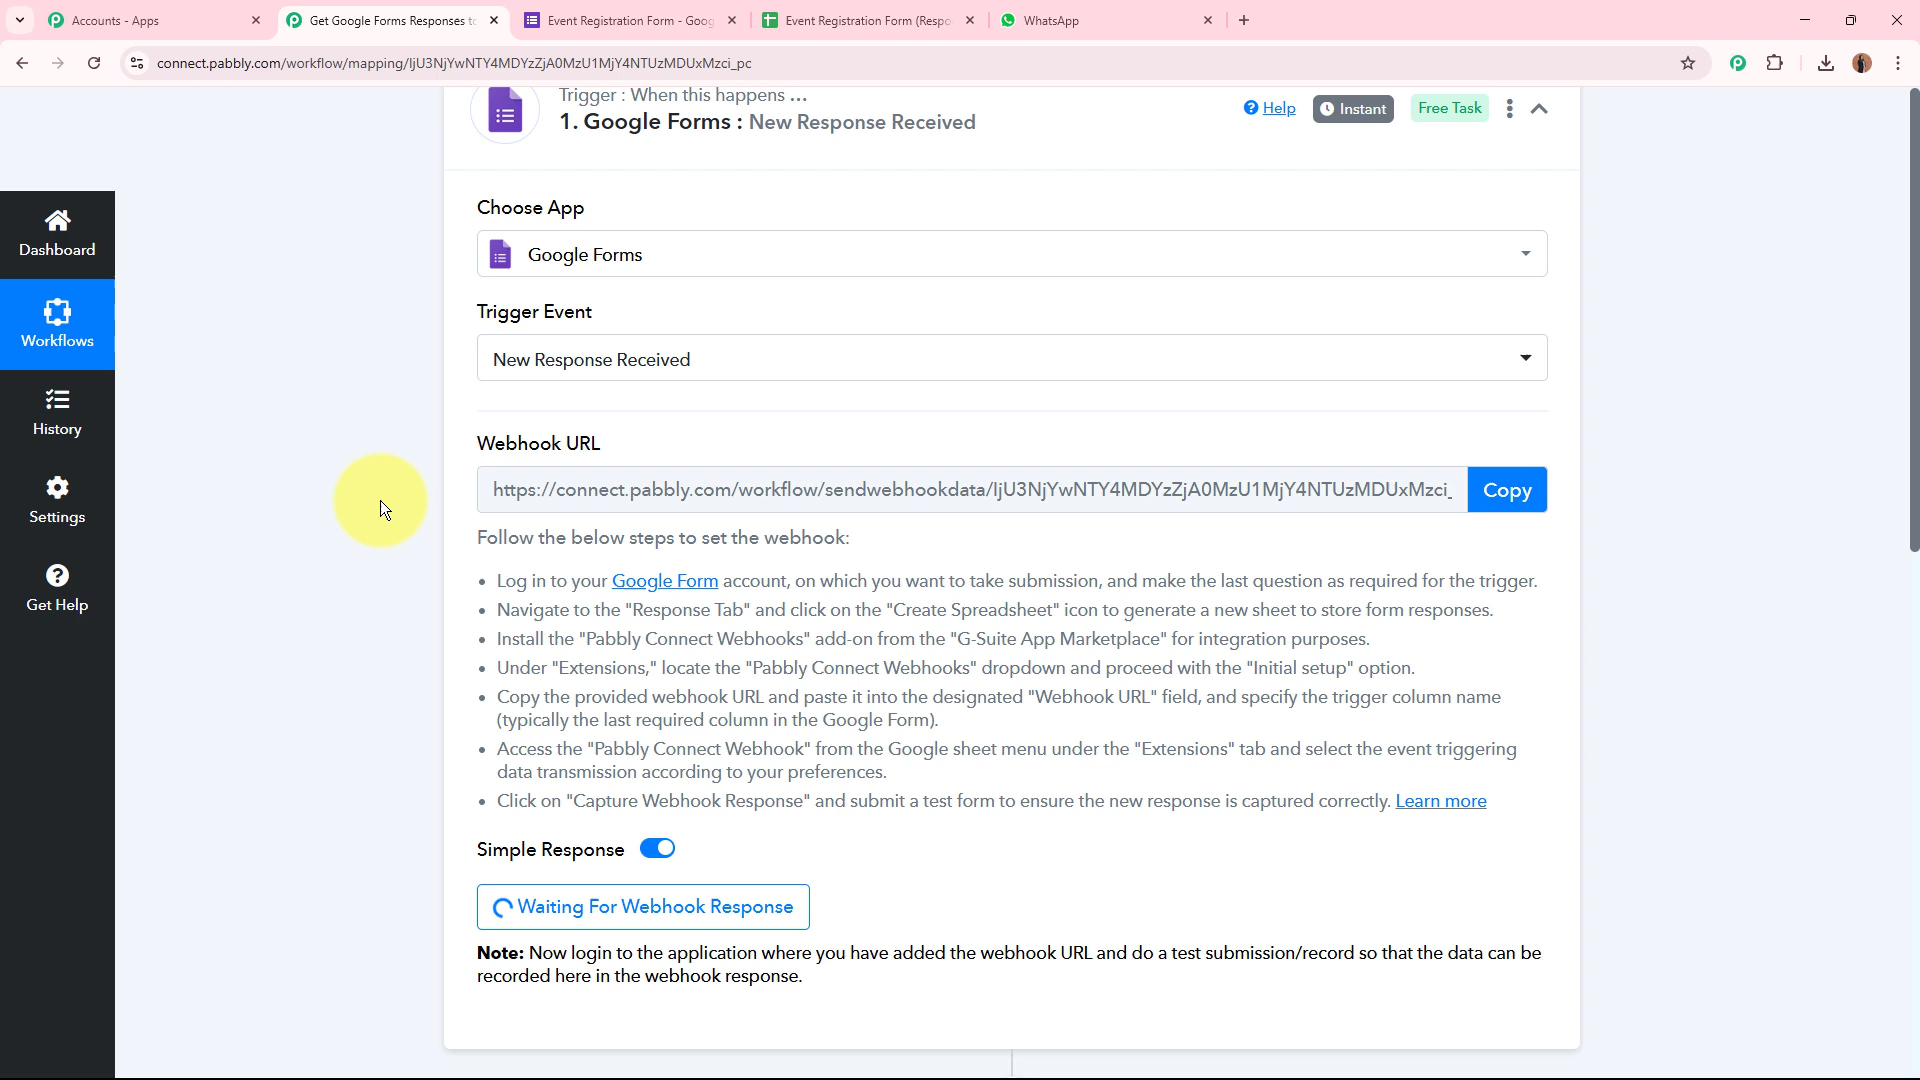 Accounts - Apps
Get Google Forms Responses to
Event Registration Form - Goog
Event Registration Form (Respo
WhatsApp
connect.pabbly.com/workflow/mapping/IjU3NjYwNTY4MDYzZjA0MzU1MjY4NTUzMDUxMzci_pc
Trigger : When this happens ...
1. Google Forms : New Response Received
Help
Instant
Free Task
Dashboard
Workflows
History
Settings
Get Help
Choose App
Google Forms
Trigger Event
New Response Received
Webhook URL
https://connect.pabbly.com/workflow/sendwebhookdata/IjU3NjYwNTY4MDYzZjA0MzU1MjY4NTUzMDUxMzci_
Copy
Follow the below steps to set the webhook:
• Log in to your Google Form account, on which you want to take submission, and make the last question as required for the trigger.
• Navigate to the "Response Tab" and click on the "Create Spreadsheet" icon to generate a new sheet to store form responses.
• Install the "Pabbly Connect Webhooks" add-on from the "G-Suite App Marketplace" for integration purposes.
• Under "Extensions," locate the "Pabbly Connect Webhooks" dropdown and proceed with the "Initial setup" option.
• Copy the provided webhook URL and paste it into the designated "Webhook URL" field, and specify the trigger column name
(typically the last required column in the Google Form).
• Access the "Pabbly Connect Webhook" from the Google sheet menu under the "Extensions" tab and select the event triggering
data transmission according to your preferences.
• Click on "Capture Webhook Response" and submit a test form to ensure the new response is captured correctly. Learn more
Simple Response
Waiting For Webhook Response
Note: Now login to the application where you have added the webhook URL and do a test submission/record so that the data can be
recorded here in the webhook response.